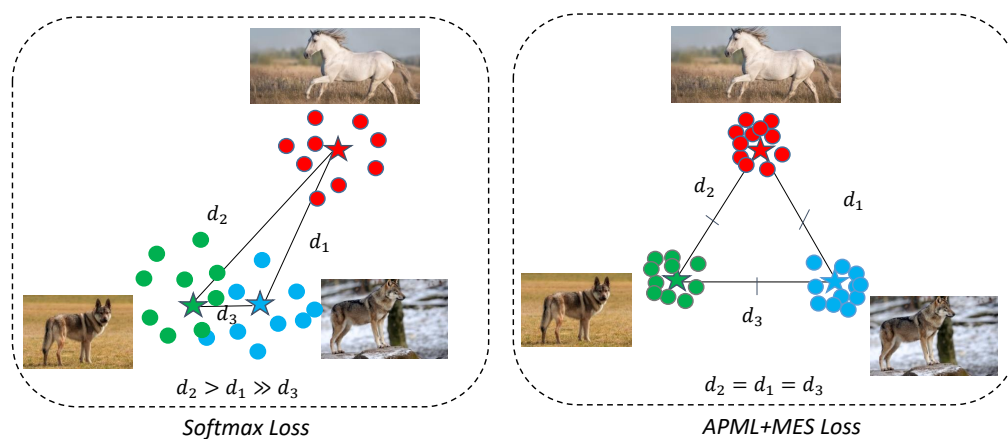 d₂
d₁
d₃
d₂ > d₁ ≫ d₃
Softmax Loss
d₂
d₁
d₃
d₂ = d₁ = d₃
APML+MES Loss